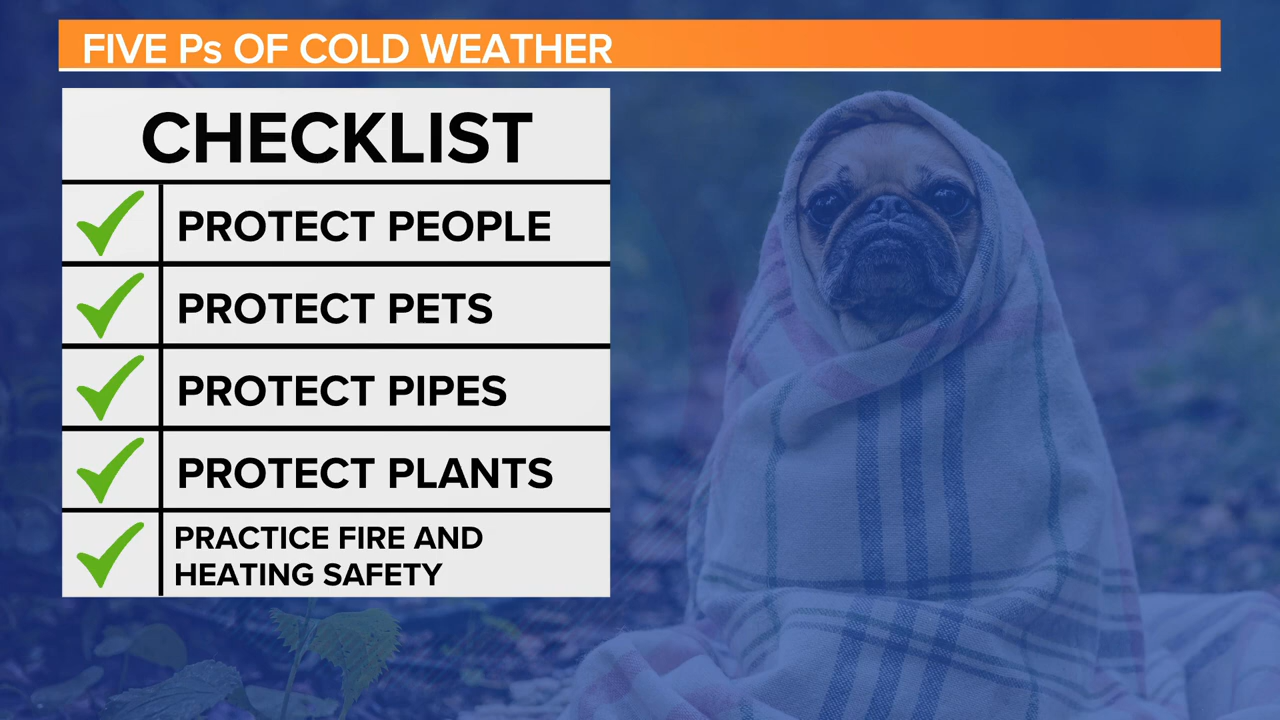 FIVE Ps OF COLD WEATHER
CHECKLIST
PROTECT PEOPLE
PROTECT PETS
PROTECT PIPES
PROTECT PLANTS
PRACTICE FIRE AND
HEATING SAFETY